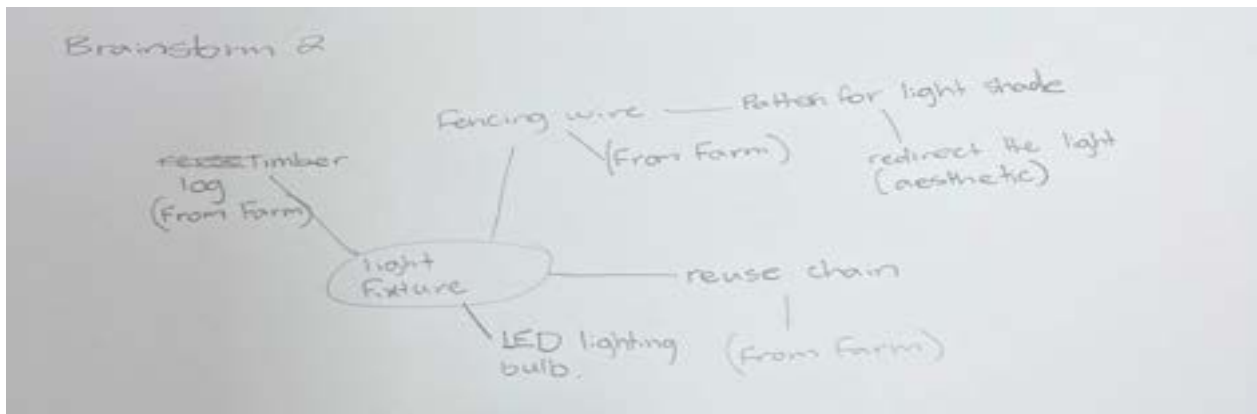 Brainstorm 2
Fencing wire
Patten for light shade
(From Farm)
redirect the light
(aesthetic)
Timber
log
(From Farm)
light
Fixture
reuse chain
(From Farm)
LED lighting
bulb.